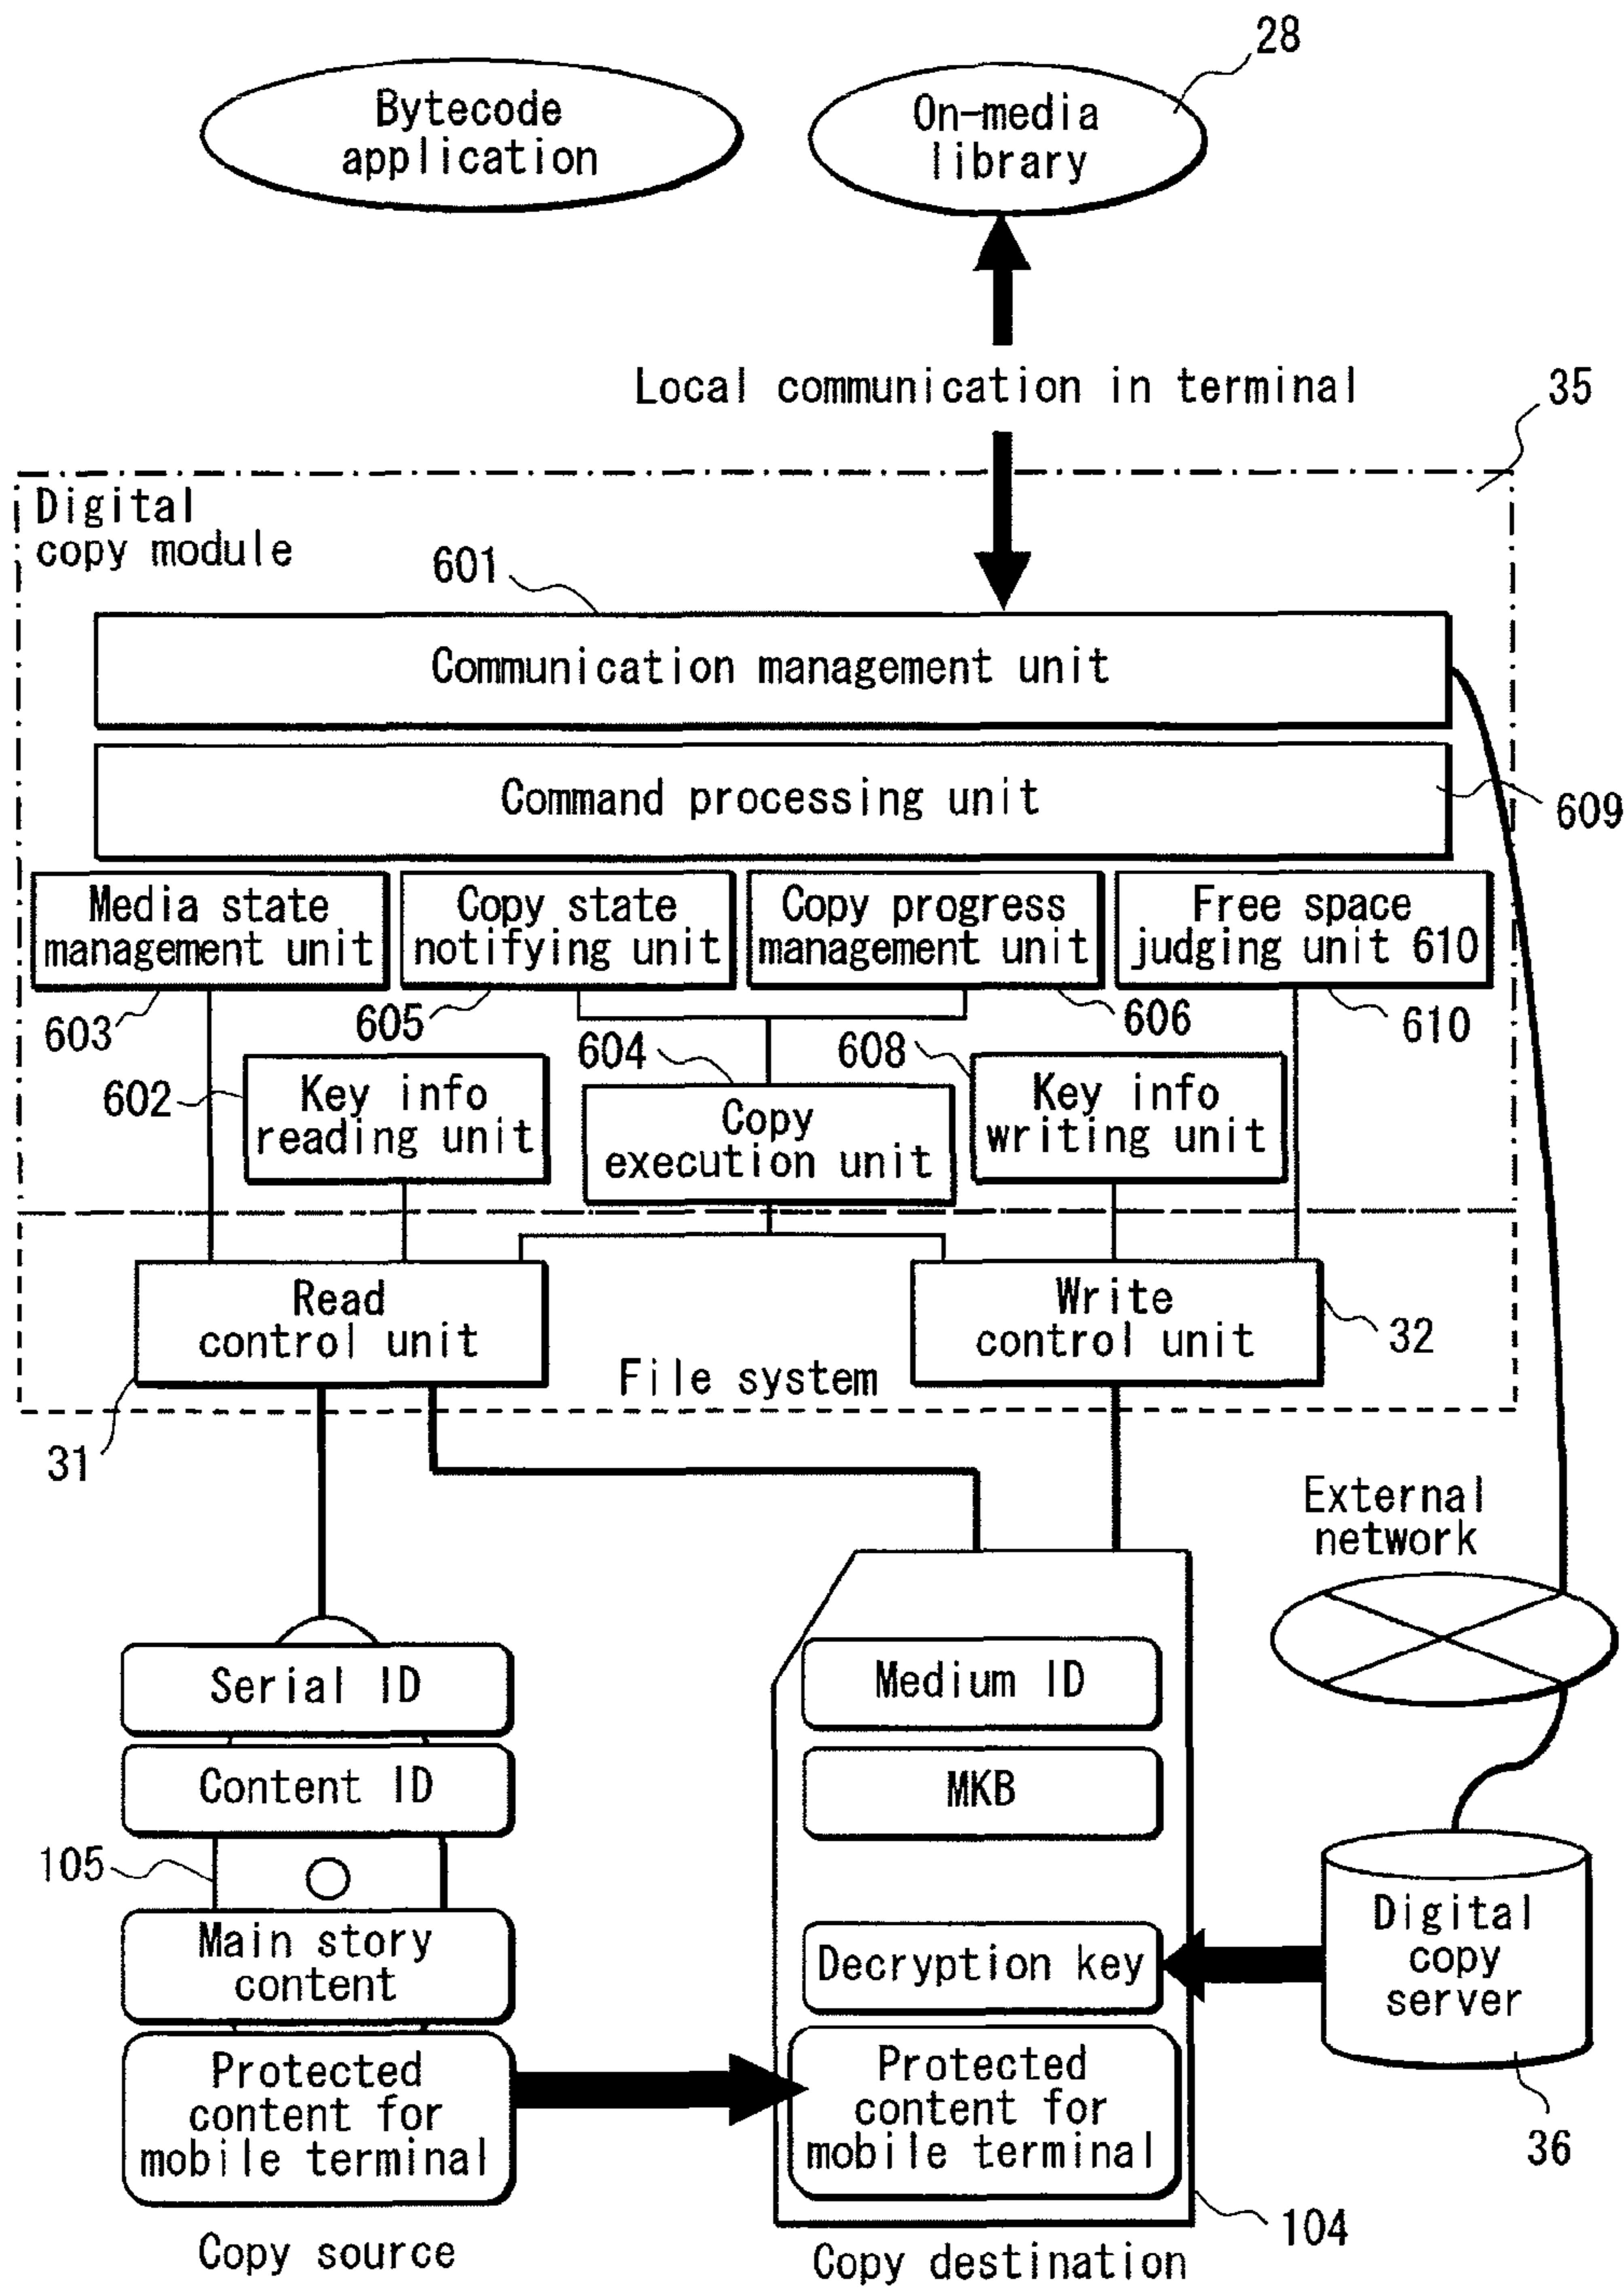 28
Bytecode
application
On-media
library
Local communication in terminal
35
Digital
copy module
601
Communication management unit
Command processing unit
609
Media state
management unit
Copy state
notifying unit
Copy progress
management unit
Free space
judging unit 610
603
605
606
610
604
608
602
Key info
reading unit
Copy
execution unit
Key info
writing unit
Read
control unit
Write
control unit
32
File system
31
External
network
Serial ID
Content ID
105
Main story
content
Protected
content for
mobile terminal
Copy source
Medium ID
MKB
Decryption key
Protected
content for
mobile terminal
104
Copy destination
Digital
copy
server
36